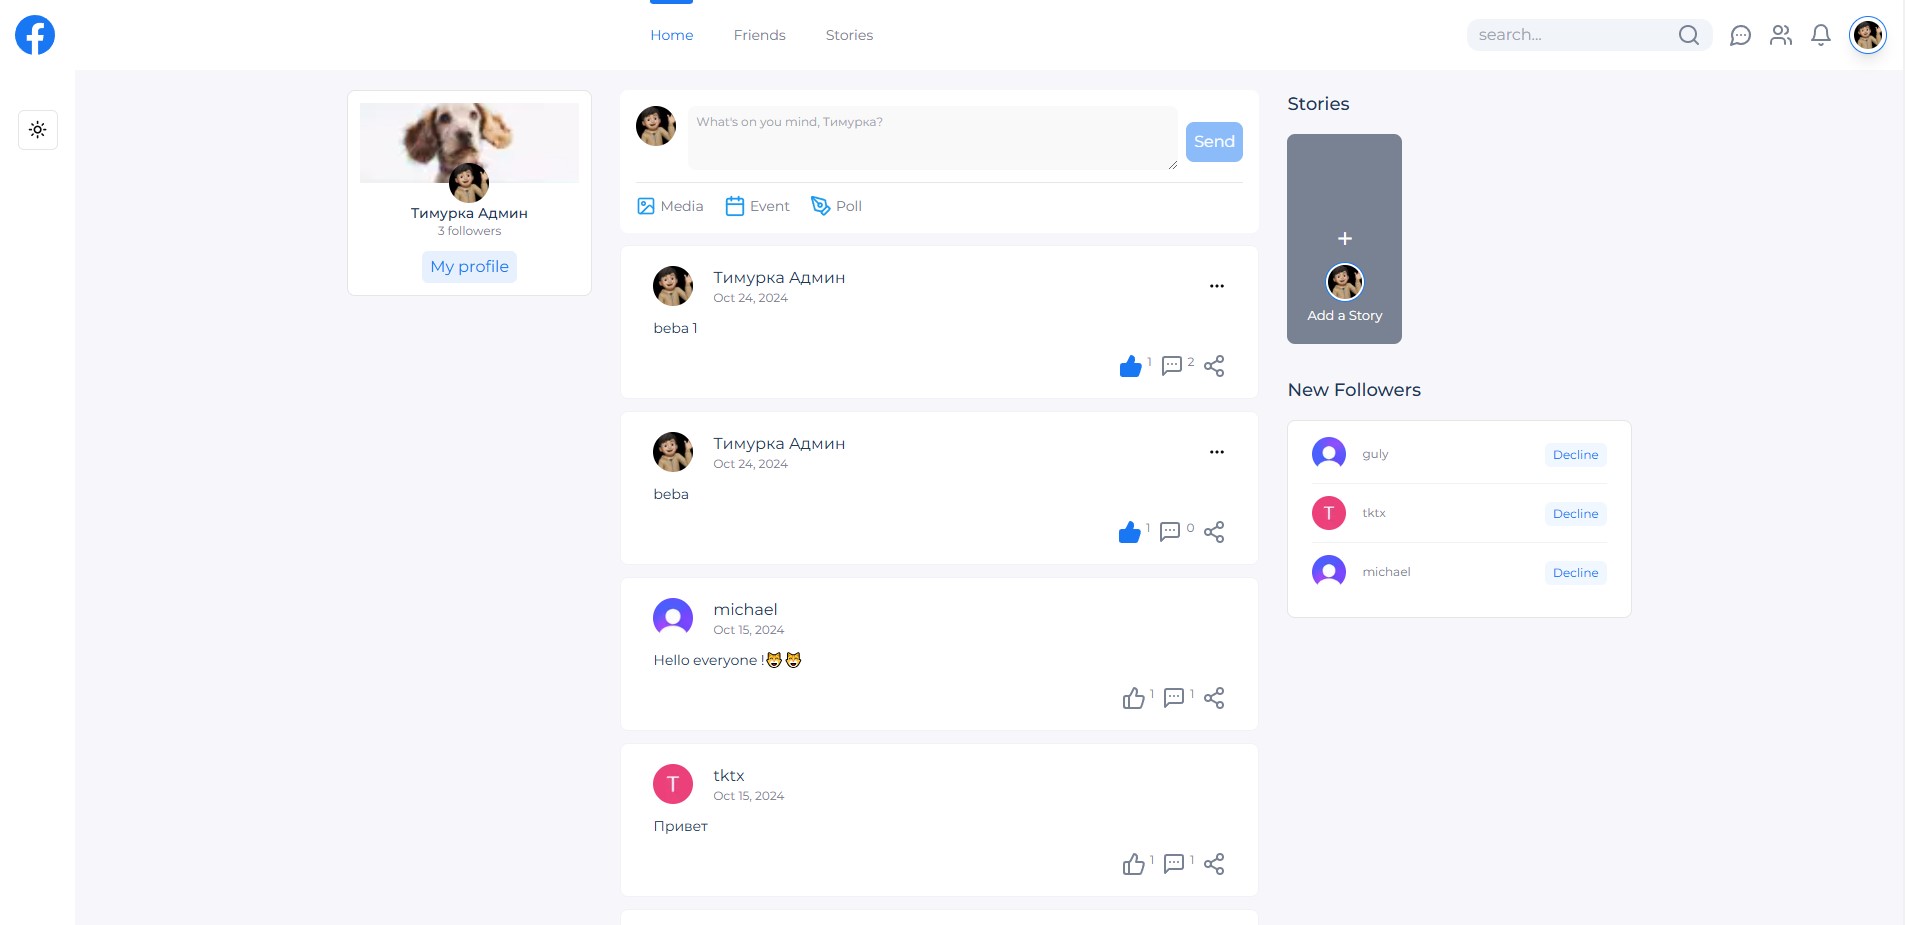 Home
Friends
Stories
search...
Тимурка Админ
3 followers
My profile
What's on you mind, Тимурка?
Send
Media
Event
Poll
Тимурка Админ
Oct 24, 2024
beba 1
1
2
Тимурка Админ
Oct 24, 2024
beba
1
0
michael
Oct 15, 2024
Hello everyone !😸😸
1
1
T
tktx
Oct 15, 2024
Привет
1
1
Stories
+
Add a Story
New Followers
guly
Decline
T
tktx
Decline
michael
Decline